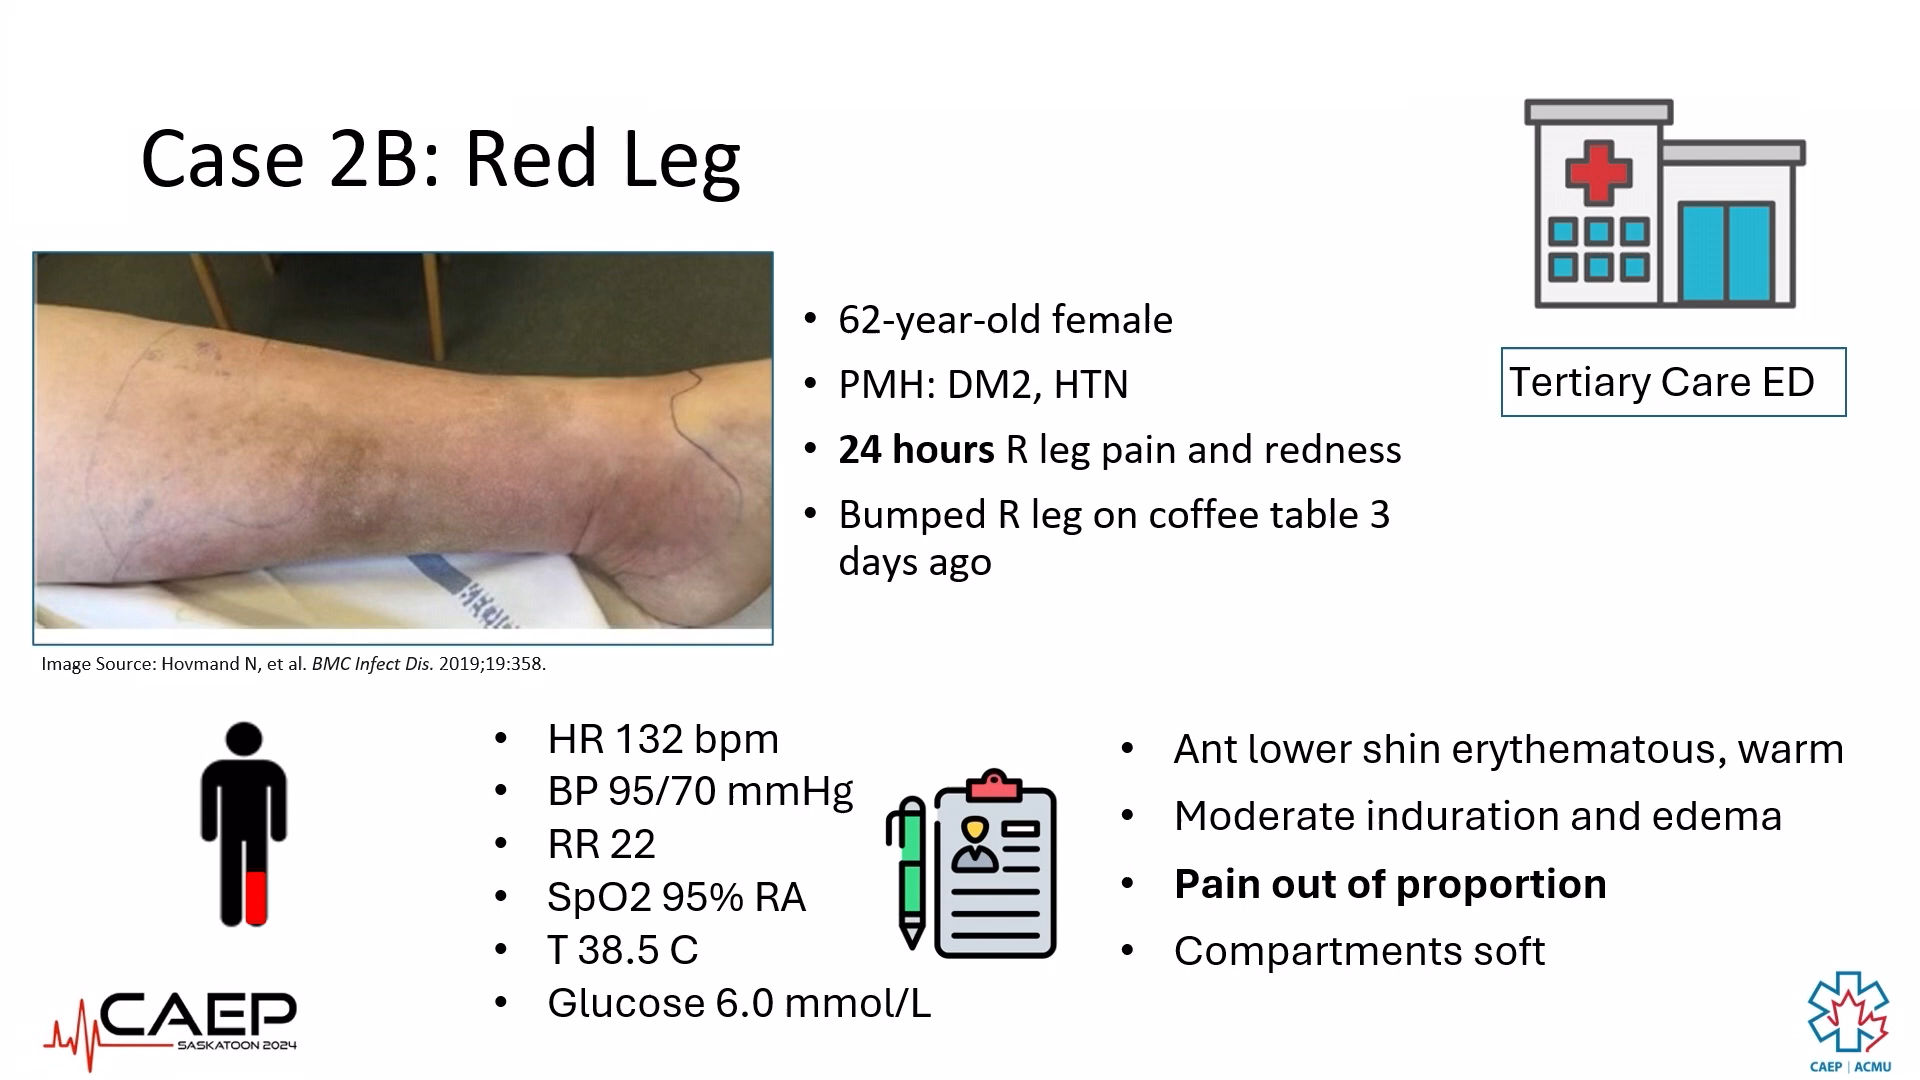 Case 2B: Red Leg
• 62-year-old female
• PMH: DM2, HTN
• 24 hours R leg pain and redness
• Bumped R leg on coffee table 3
days ago
Tertiary Care ED
Image Source: Hovmand N, et al. BMC Infect Dis. 2019;19:358.
• HR 132 bpm
• BP 95/70 mmHg
• RR 22
• SpO2 95% RA
• T 38.5 C
• Glucose 6.0 mmol/L
• Ant lower shin erythematous, warm
• Moderate induration and edema
• Pain out of proportion
• Compartments soft
CAEP
SASKATOON 2024
CAEP | ACMU